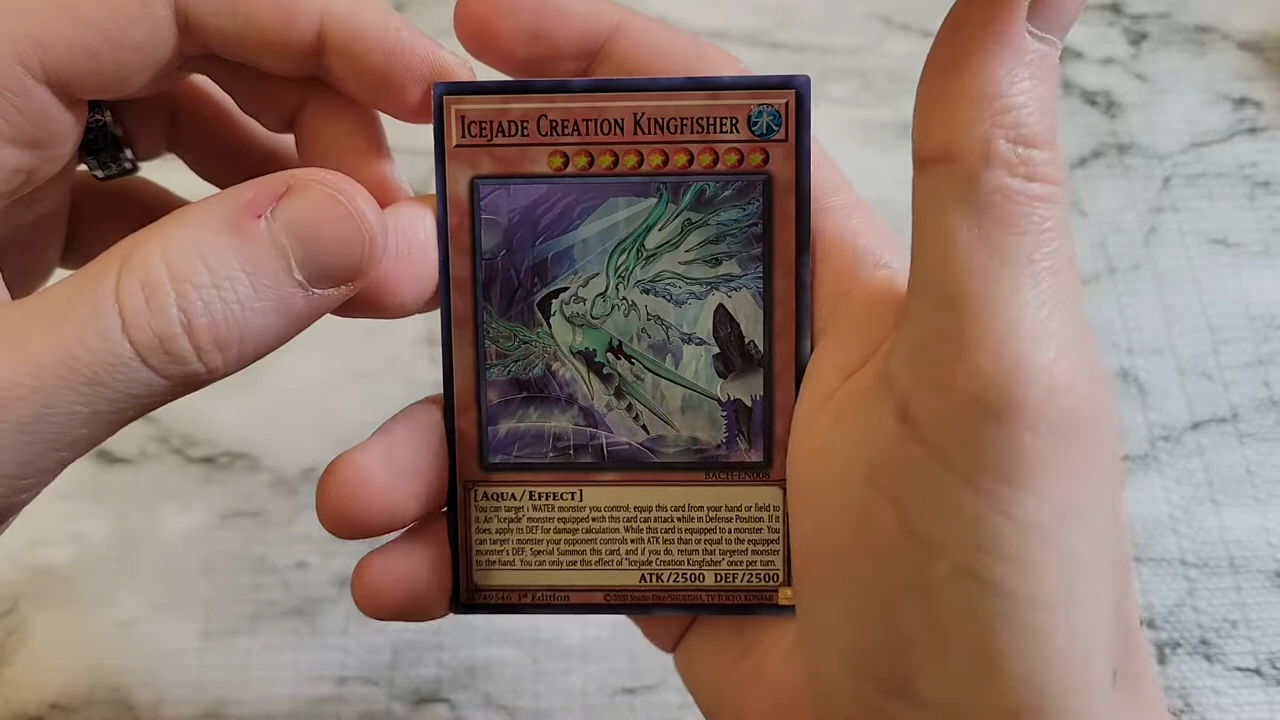 ICEJADE CREATION KINGFISHER
WATER
水
BACH-EN008
[AQUA/EFFECT]
You can target 1 WATER monster you control; equip this card from your hand or field to
it. An "Icejade" monster equipped with this card can attack while in Defense Position. If it
does, apply its DEF for damage calculation. While this card is equipped to a monster: You
can target 1 monster your opponent controls with ATK less than or equal to the equipped
monster's DEF; Special Summon this card, and if you do, return that targeted monster
to the hand. You can only use this effect of "Icejade Creation Kingfisher" once per turn.
ATK/2500 DEF/2500
749546 1st Edition ©2020 Studio Dice/SHUEISHA, TV TOKYO, KONAMI